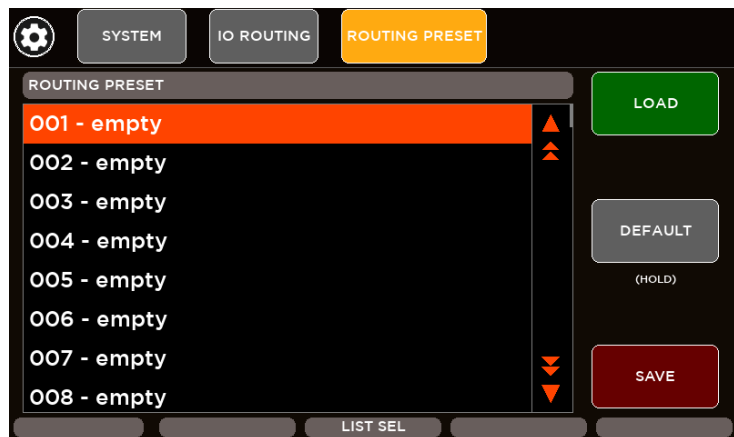 SYSTEM
IO ROUTING
ROUTING PRESET
ROUTING PRESET
001 - empty
002 - empty
003 - empty
004 - empty
005 - empty
006 - empty
007 - empty
008 - empty
LOAD
DEFAULT
(HOLD)
SAVE
LIST SEL